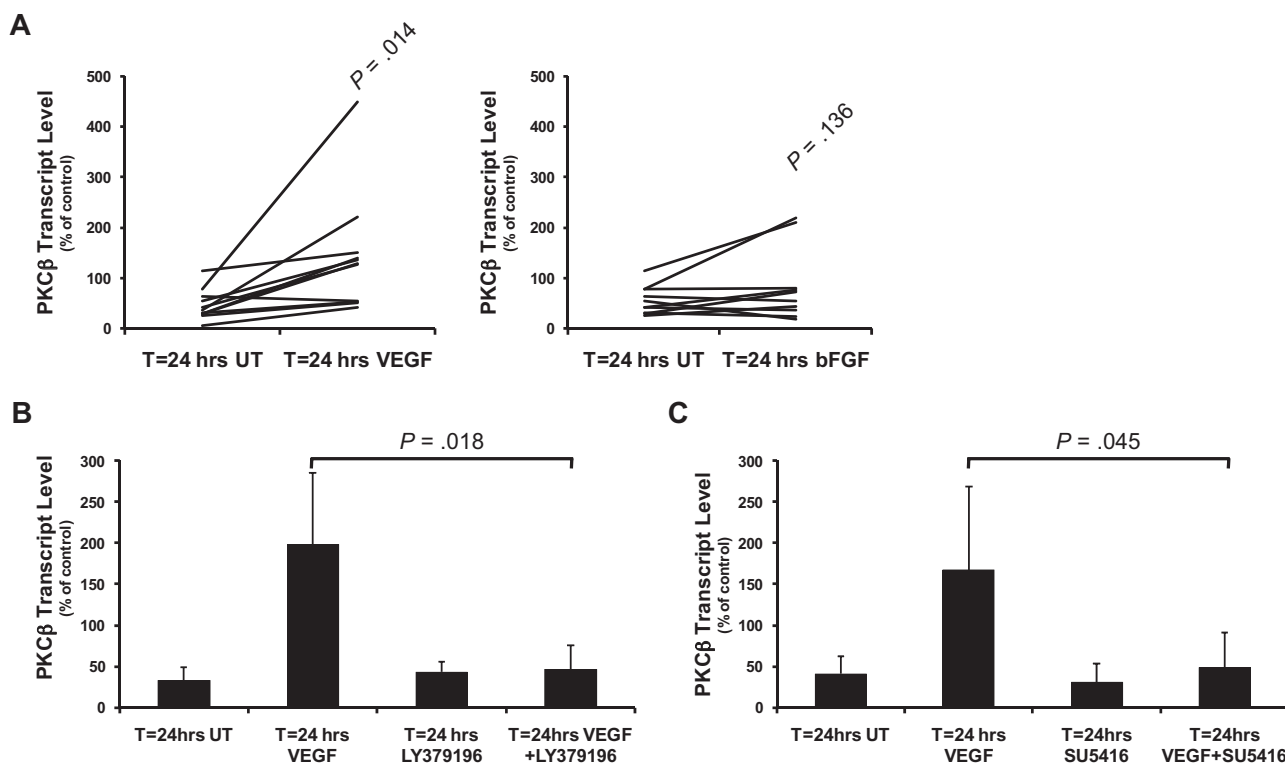 A
P = .014
P = .136
PKCβ Transcript Level
(% of control)
500
400
300
200
100
0
T=24 hrs UT
T=24 hrs VEGF
PKCβ Transcript Level
(% of control)
500
400
300
200
100
0
T=24 hrs UT
T=24 hrs bFGF
B
P = .018
PKCβ Transcript Level
(% of control)
300
250
200
150
100
50
0
T=24hrs UT
T=24 hrs
VEGF
T=24 hrs
LY379196
T=24hrs VEGF
+LY379196
C
P = .045
PKCβ Transcript Level
(% of control)
300
250
200
150
100
50
0
T=24hrs UT
T=24 hrs
VEGF
T=24hrs
SU5416
T=24hrs
VEGF+SU5416